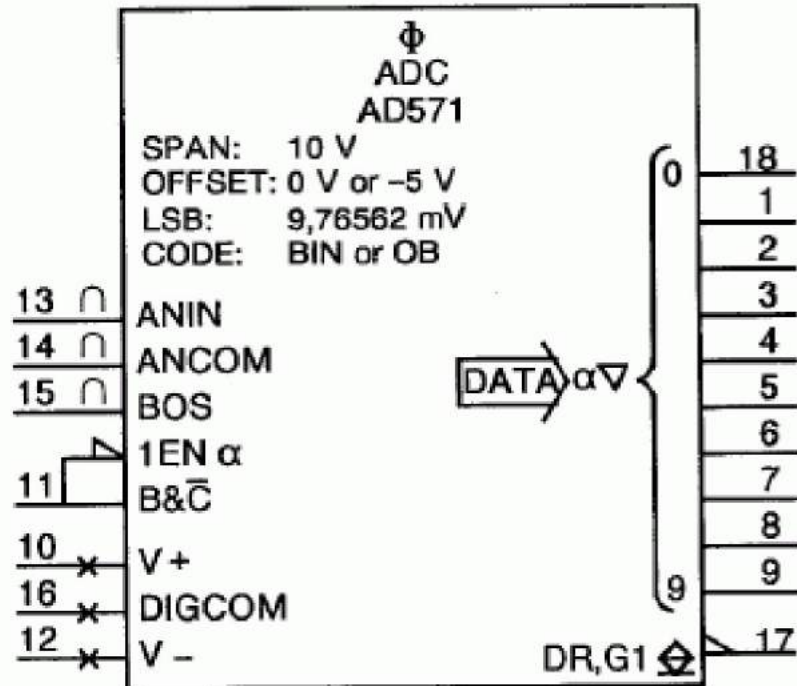 Φ
ADC
AD571
SPAN: 10 V
OFFSET: 0 V or –5 V
LSB: 9,76562 mV
CODE: BIN or OB
0 18
1
2
13 ∩ ANIN 3
14 ∩ ANCOM DATA α▽ 4
15 ∩ BOS 5
1EN α 6
11 B&C̅ 7
10 V+ 8
16 DIGCOM 9 9
12 V – DR,G1 17